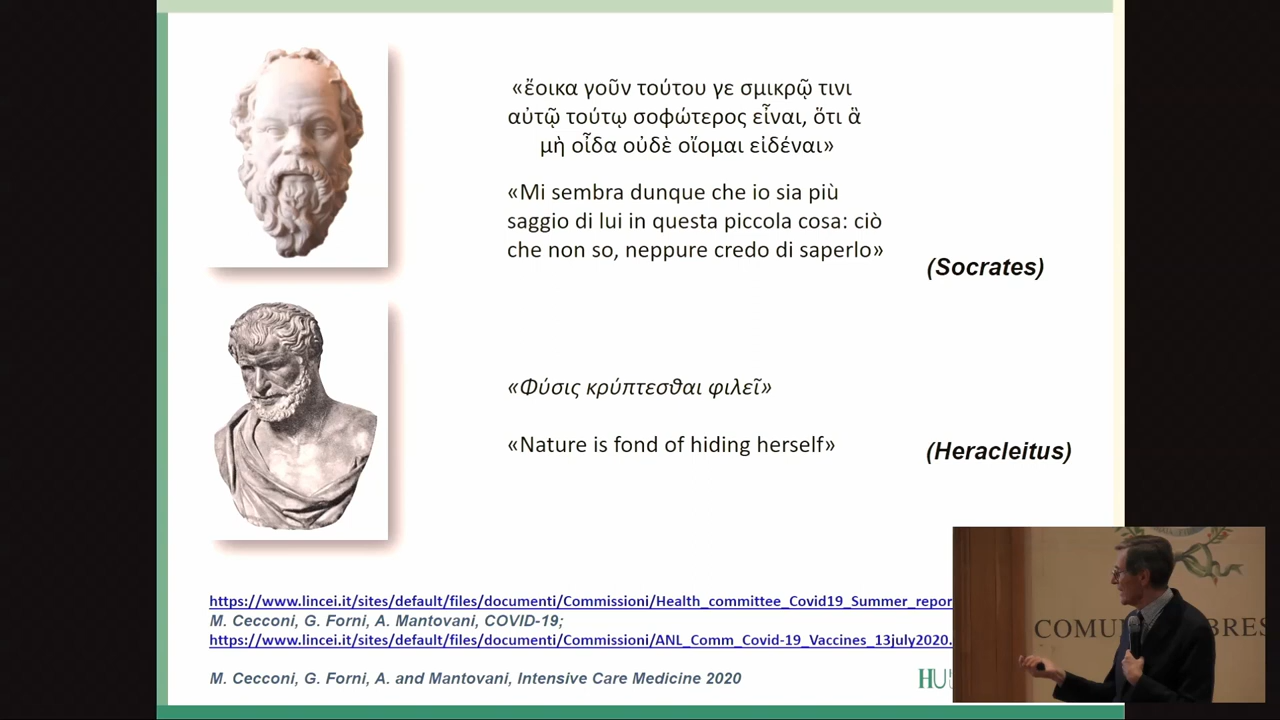 «ἔοικα γοῦν τούτου γε σμικρῷ τινι
αὐτῷ τούτῳ σοφώτερος εἶναι, ὅτι ἃ
μὴ οἶδα οὐδὲ οἴομαι εἰδέναι»
«Mi sembra dunque che io sia più
saggio di lui in questa piccola cosa: ciò
che non so, neppure credo di saperlo»
(Socrates)
«Φύσις κρύπτεσϑαι φιλεῖ»
«Nature is fond of hiding herself»
(Heracleitus)
https://www.lincei.it/sites/default/files/documenti/Commissioni/Health_committee_Covid19_Summer_repor
M. Cecconi, G. Forni, A. Mantovani, COVID-19;
https://www.lincei.it/sites/default/files/documenti/Commissioni/ANL_Comm_Covid-19_Vaccines_13july2020.
M. Cecconi, G. Forni, A. and Mantovani, Intensive Care Medicine 2020